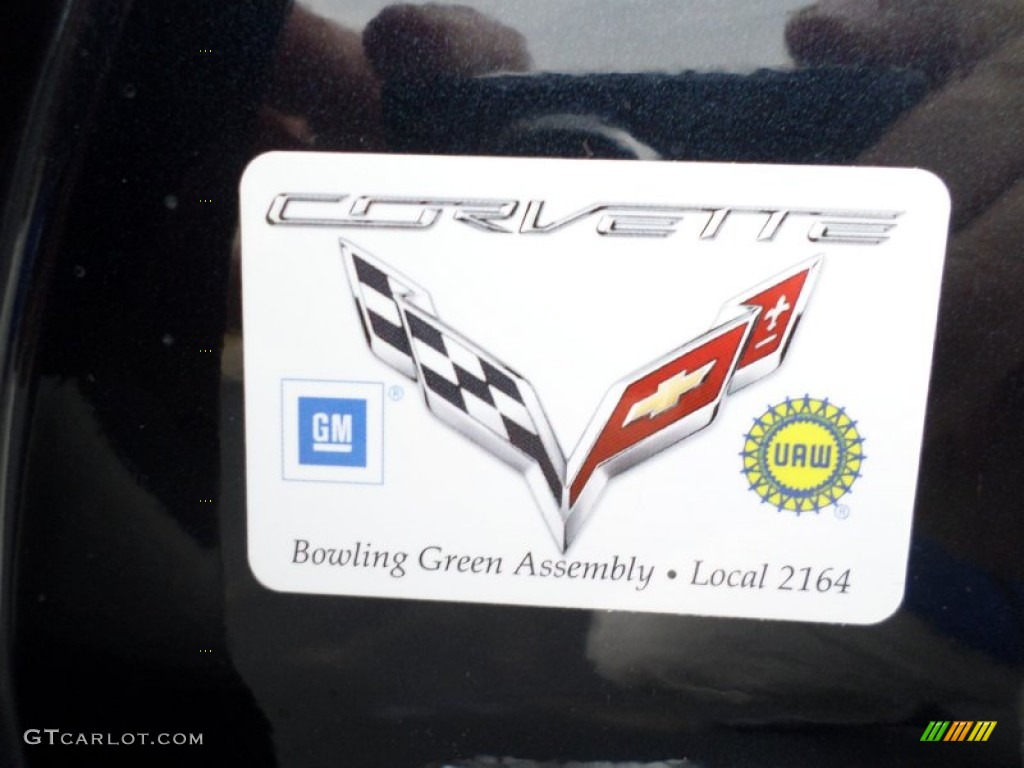 CORVETTE
GM ®
UAW ®
Bowling Green Assembly • Local 2164
GTCARLOT.COM